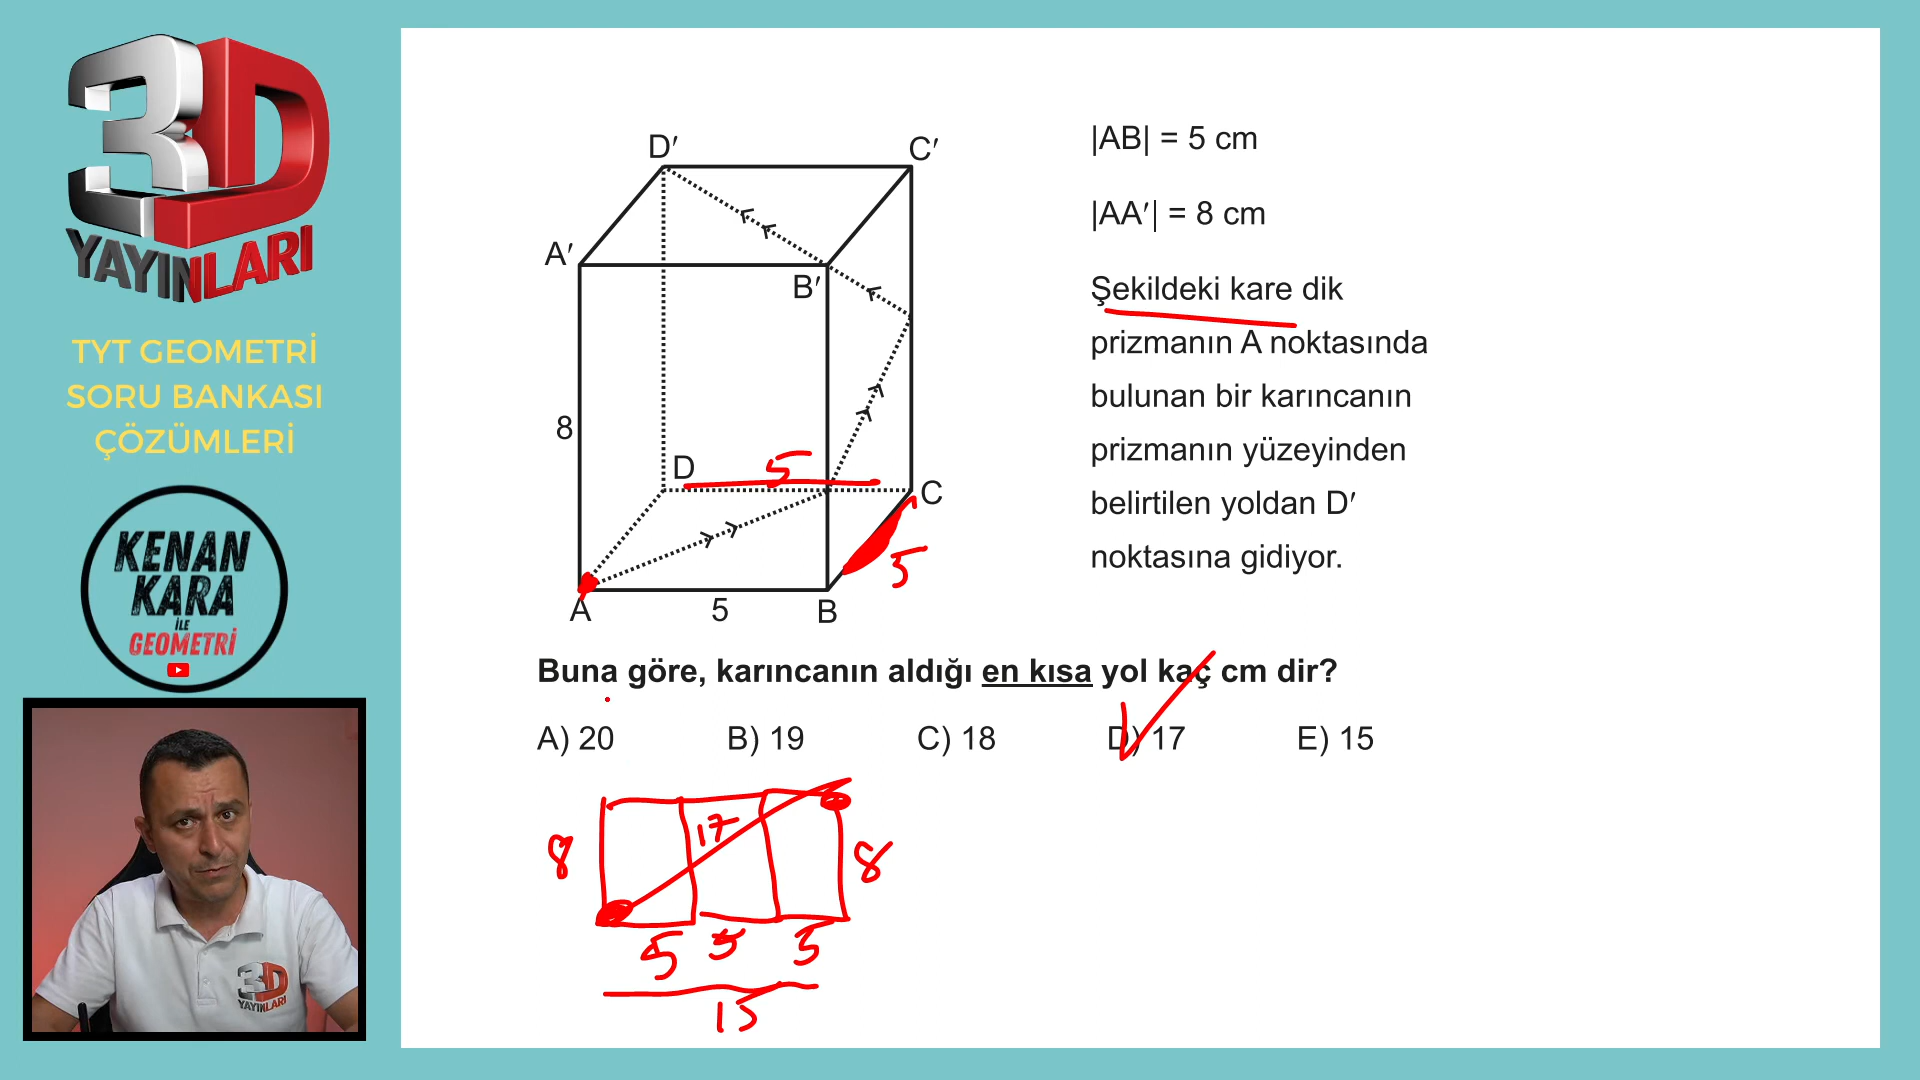 3D
YAYINLARI
TYT GEOMETRİ
SORU BANKASI
ÇÖZÜMLERİ
KENAN
KARA
İLE
GEOMETRİ
3D
YAYINLARI
D′
C′
A′
B′
8
D
5
C
5
A
5
B
|AB| = 5 cm
|AA′| = 8 cm
Şekildeki kare dik
prizmanın A noktasında
bulunan bir karıncanın
prizmanın yüzeyinden
belirtilen yoldan D′
noktasına gidiyor.
Buna göre, karıncanın aldığı en kısa yol kaç cm dir?
A) 20 B) 19 C) 18 D) 17 E) 15
8
17
8
5 5 5
15